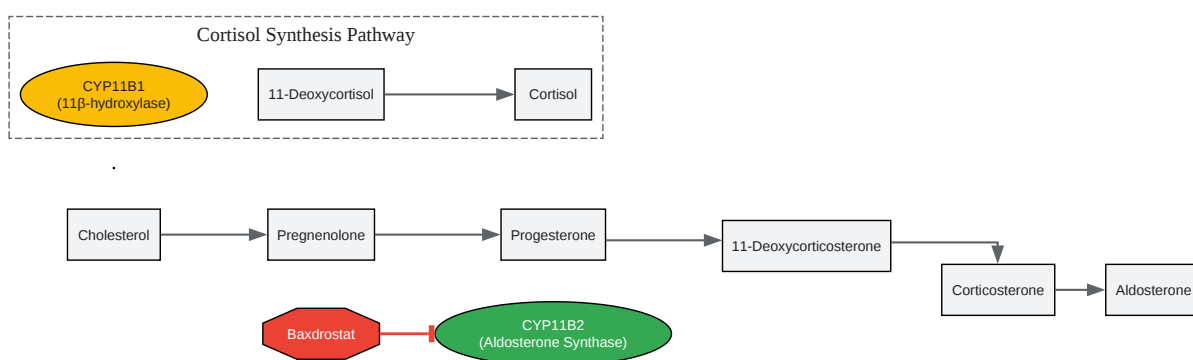 Cortisol Synthesis Pathway
CYP11B1
(11β-hydroxylase)
11-Deoxycortisol
Cortisol
Cholesterol
Pregnenolone
Progesterone
11-Deoxycorticosterone
Corticosterone
Aldosterone
Baxdrostat
CYP11B2
(Aldosterone Synthase)